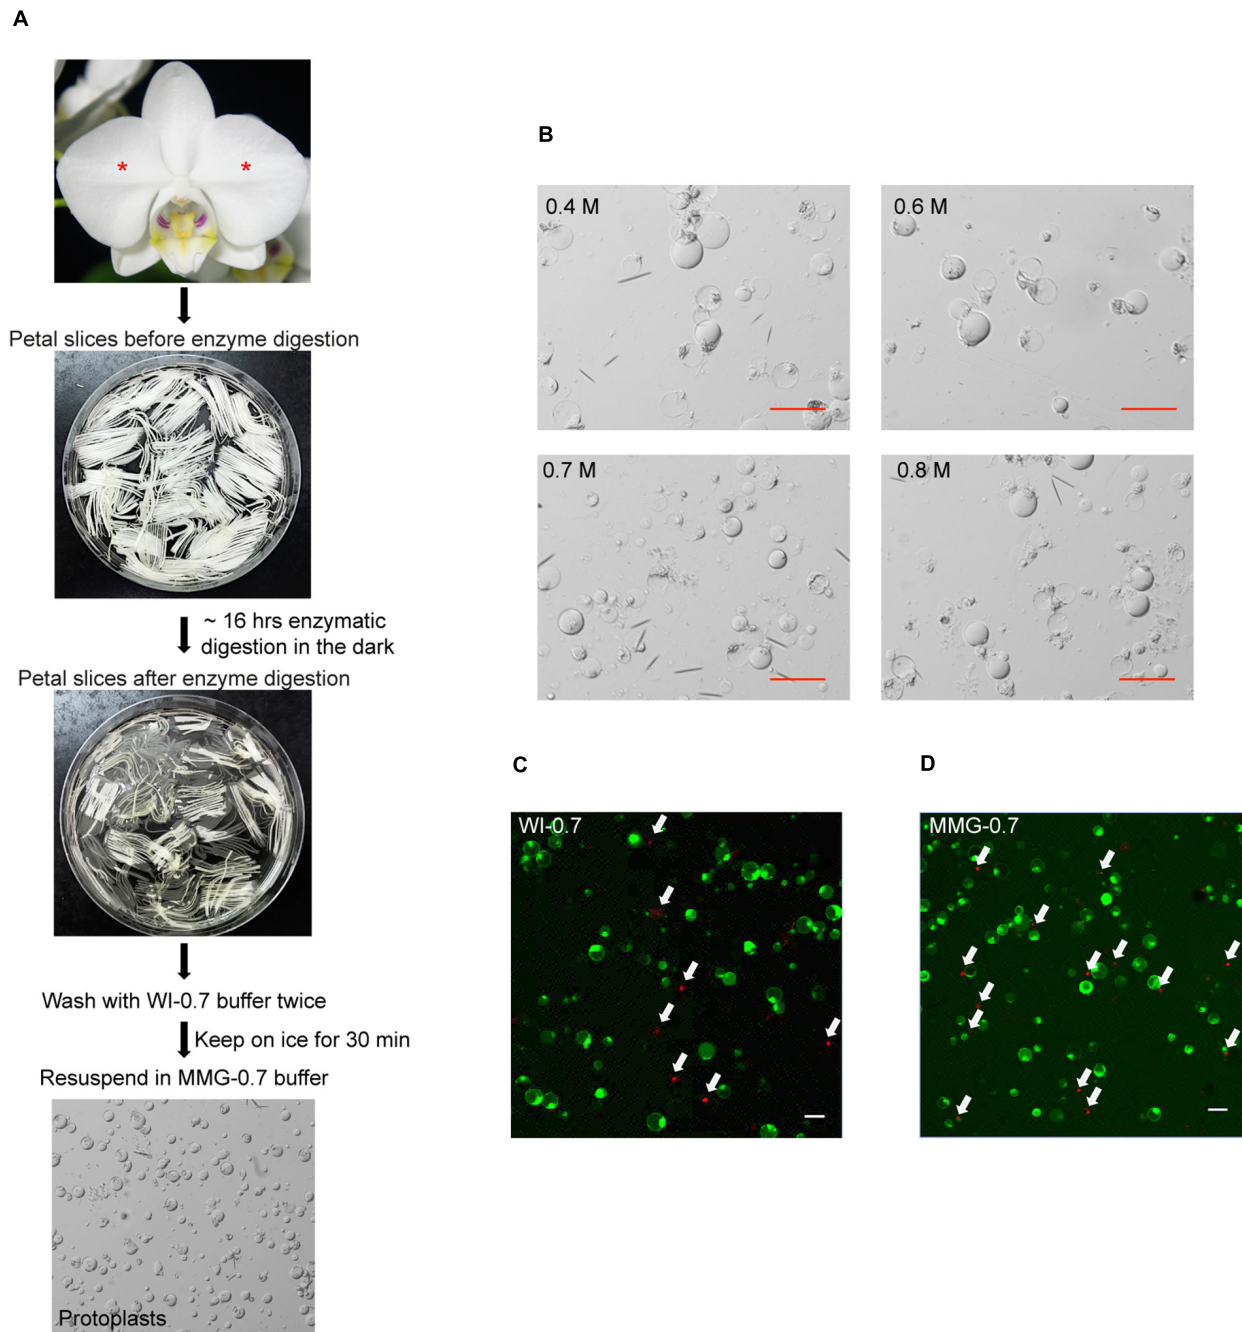 A
*
*
Petal slices before enzyme digestion
~ 16 hrs enzymatic
digestion in the dark
Petal slices after enzyme digestion
Wash with WI-0.7 buffer twice
Keep on ice for 30 min
Resuspend in MMG-0.7 buffer
Protoplasts
B
0.4 M
0.6 M
0.7 M
0.8 M
C
WI-0.7
D
MMG-0.7